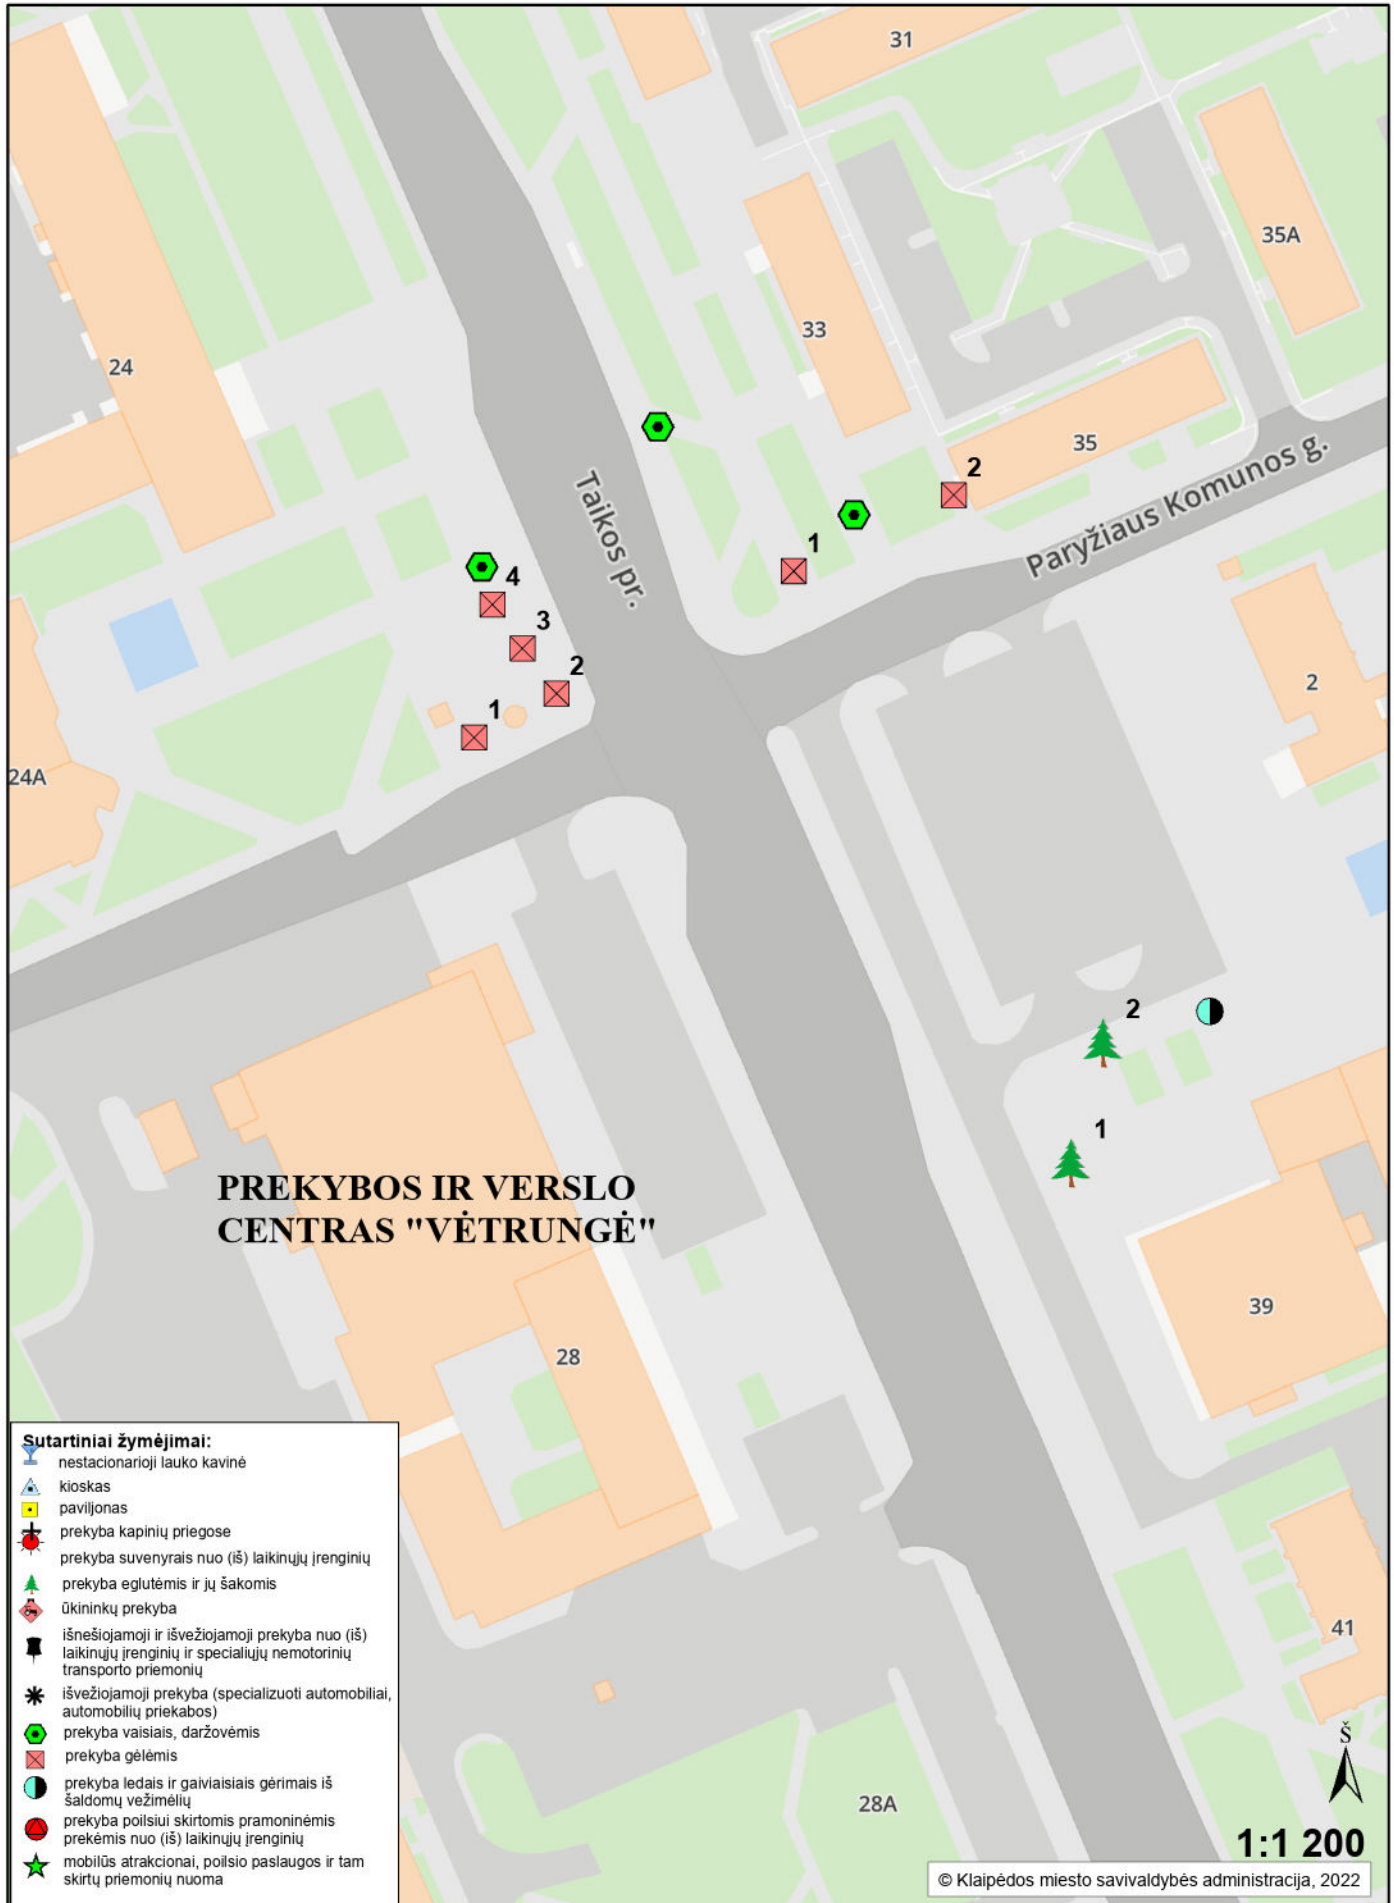 31
35A
33
24
35
2
Taikos pr.
Paryžiaus Komunos g.
1
4
3
2
1
2
24A
2
1
PREKYBOS IR VERSLO
CENTRAS "VĖTRUNGĖ"
39
28
41
28A
Sutartiniai žymėjimai:
nestacionarioji lauko kavinė
kioskas
paviljonas
prekyba kapinių priegose
prekyba suvenyrais nuo (iš) laikinųjų įrenginių
prekyba eglutėmis ir jų šakomis
ūkininkų prekyba
išnešiojamoji ir išvežiojamoji prekyba nuo (iš)
laikinųjų įrenginių ir specialiųjų nemotorinių
transporto priemonių
išvežiojamoji prekyba (specializuoti automobiliai,
automobilių priekabos)
prekyba vaisiais, daržovėmis
prekyba gėlėmis
prekyba ledais ir gaiviaisiais gėrimais iš
šaldomų vežimėlių
prekyba poilsiui skirtomis pramoninėmis
prekėmis nuo (iš) laikinųjų įrenginių
mobilūs atrakcionai, poilsio paslaugos ir tam
skirtų priemonių nuoma
Š
1:1 200
© Klaipėdos miesto savivaldybės administracija, 2022